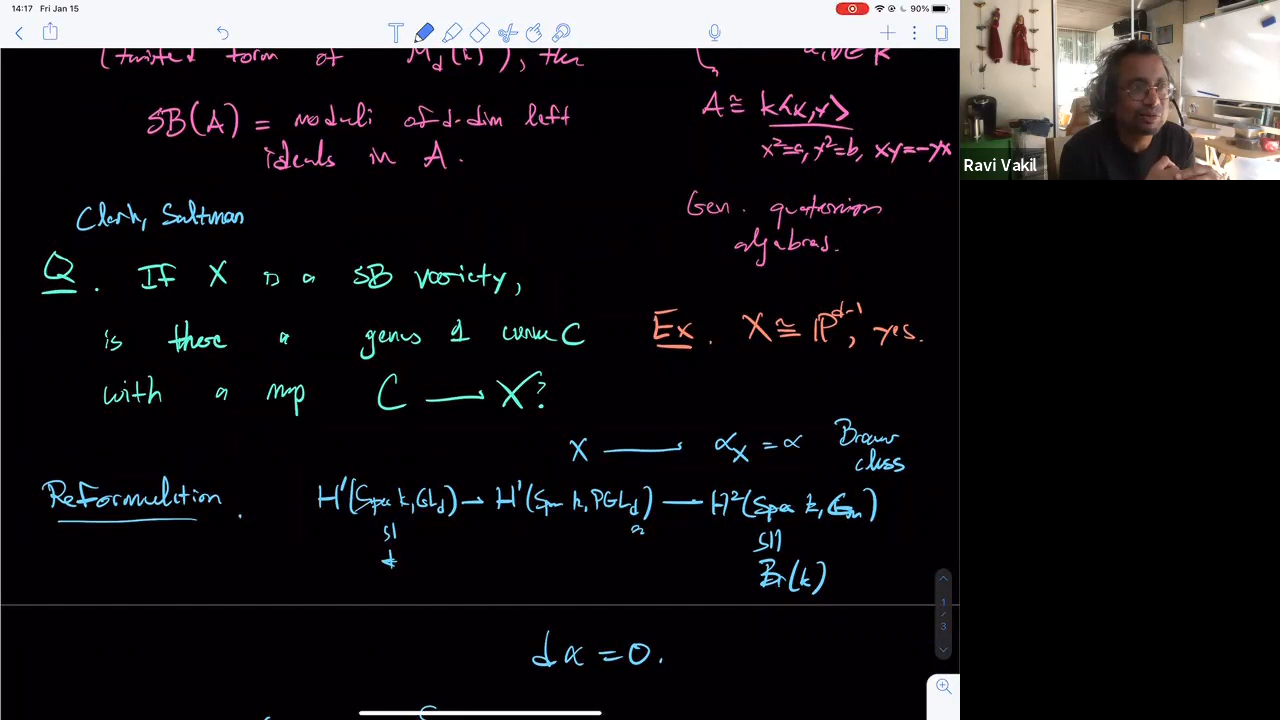 14:17 Fri Jan 15
90%
(twisted form of M_d(k)), then
SB(A) = moduli of d-dim left
ideals in A.
a,b ∈ k
A ≅ k<x,y>
x²=a, y²=b, xy=-yx
Gen. quaternion
algebras.
Clark, Saltman
Q. If X is a SB variety,
is there a genus 1 curve C
with a map C → X?
Ex. X ≅ P^{d-1}, yes.
X → α_X = α Brauer
class
Reformulation.
H¹(Spec k, GL_d) → H¹(Spec k, PGL_d) → H²(Spec k, G_m)
Br(k)
dα = 0.
1
/
3
Ravi Vakil